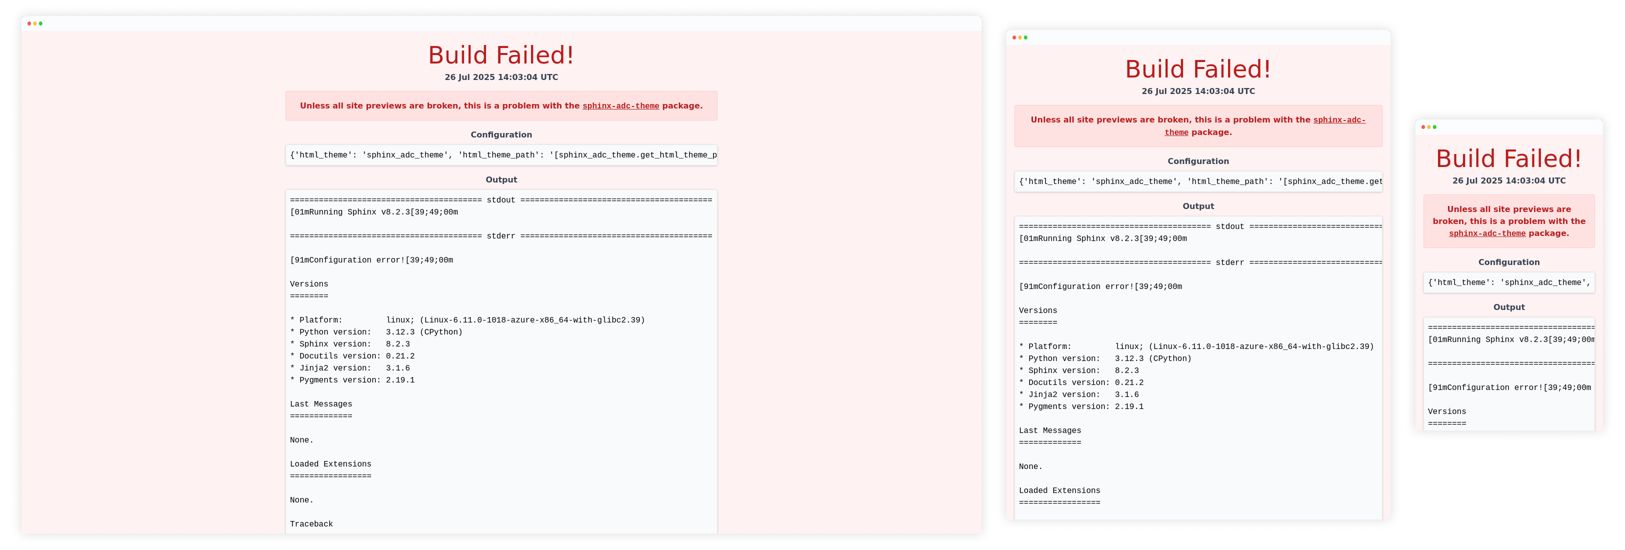 Build Failed!
26 Jul 2025 14:03:04 UTC
Unless all site previews are broken, this is a problem with the sphinx-adc-theme package.
Configuration
{'html_theme': 'sphinx_adc_theme', 'html_theme_path': '[sphinx_adc_theme.get_html_theme_p
Output
======================================== stdout ========================================
[01mRunning Sphinx v8.2.3[39;49;00m
======================================== stderr ========================================
[91mConfiguration error![39;49;00m
Versions
========
* Platform:         linux; (Linux-6.11.0-1018-azure-x86_64-with-glibc2.39)
* Python version:   3.12.3 (CPython)
* Sphinx version:   8.2.3
* Docutils version: 0.21.2
* Jinja2 version:   3.1.6
* Pygments version: 2.19.1
Last Messages
=============
None.
Loaded Extensions
=================
None.
Traceback
Build Failed!
26 Jul 2025 14:03:04 UTC
Unless all site previews are broken, this is a problem with the sphinx-adc-
theme package.
Configuration
{'html_theme': 'sphinx_adc_theme', 'html_theme_path': '[sphinx_adc_theme.get
Output
======================================== stdout ============================
[01mRunning Sphinx v8.2.3[39;49;00m
======================================== stderr ============================
[91mConfiguration error![39;49;00m
Versions
========
* Platform:         linux; (Linux-6.11.0-1018-azure-x86_64-with-glibc2.39)
* Python version:   3.12.3 (CPython)
* Sphinx version:   8.2.3
* Docutils version: 0.21.2
* Jinja2 version:   3.1.6
* Pygments version: 2.19.1
Last Messages
=============
None.
Loaded Extensions
=================
Build Failed!
26 Jul 2025 14:03:04 UTC
Unless all site previews are
broken, this is a problem with the
sphinx-adc-theme package.
Configuration
{'html_theme': 'sphinx_adc_theme',
Output
===================================
[01mRunning Sphinx v8.2.3[39;49;00m
===================================
[91mConfiguration error![39;49;00m
Versions
========